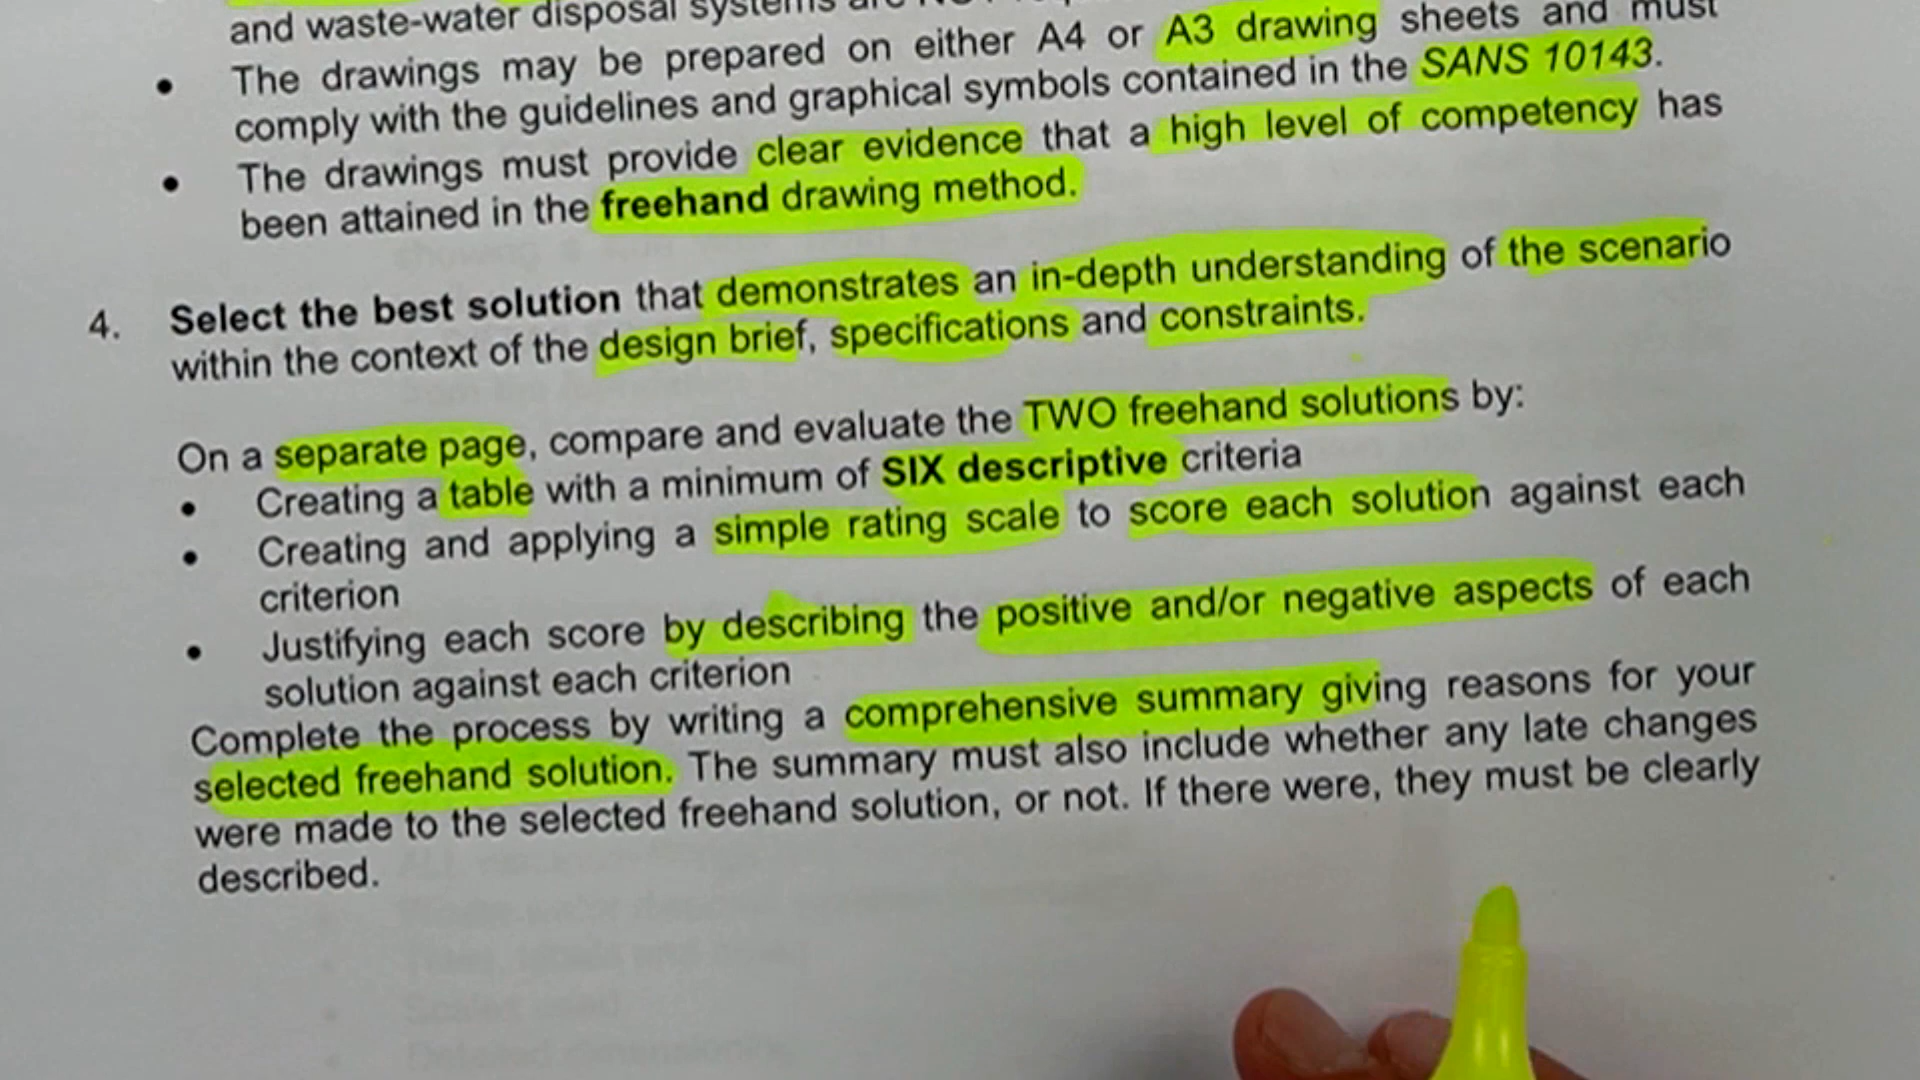 and waste-water disposal systems are NOT
• The drawings may be prepared on either A4 or A3 drawing sheets and must
comply with the guidelines and graphical symbols contained in the SANS 10143.
• The drawings must provide clear evidence that a high level of competency has
been attained in the freehand drawing method.
4. Select the best solution that demonstrates an in-depth understanding of the scenario
within the context of the design brief, specifications and constraints.
On a separate page, compare and evaluate the TWO freehand solutions by:
• Creating a table with a minimum of SIX descriptive criteria
• Creating and applying a simple rating scale to score each solution against each
criterion
• Justifying each score by describing the positive and/or negative aspects of each
solution against each criterion
Complete the process by writing a comprehensive summary giving reasons for your
selected freehand solution. The summary must also include whether any late changes
were made to the selected freehand solution, or not. If there were, they must be clearly
described.